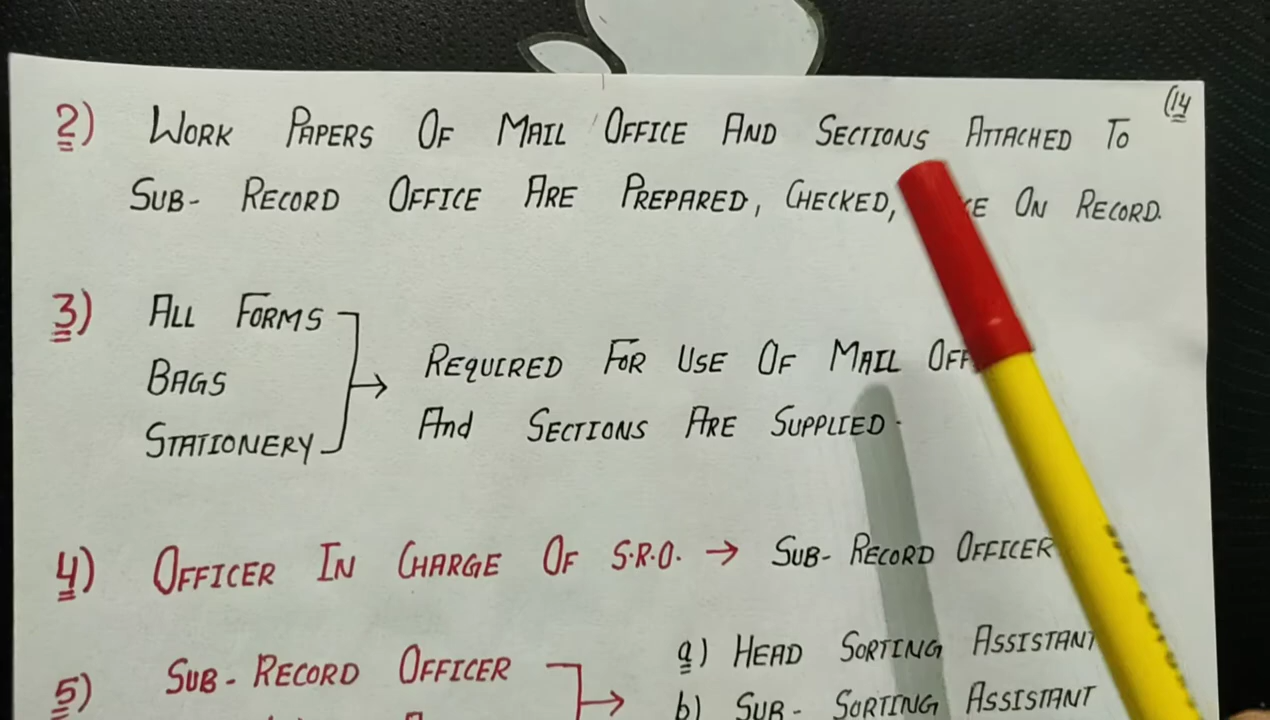 (14
2) WORK PAPERS OF MAIL OFFICE AND SECTIONS ATTACHED TO
SUB- RECORD OFFICE ARE PREPARED, CHECKED, ON RECORD.
3) ALL FORMS
BAGS
STATIONERY
REQUIRED FOR USE OF MAIL OFF
And SECTIONS ARE SUPPLIED.
4) OFFICER IN CHARGE OF S.R.O. → SUB- RECORD OFFICER
5) SUB- RECORD OFFICER
a) HEAD SORTING ASSISTANT
b) SUB- SORTING ASSISTANT